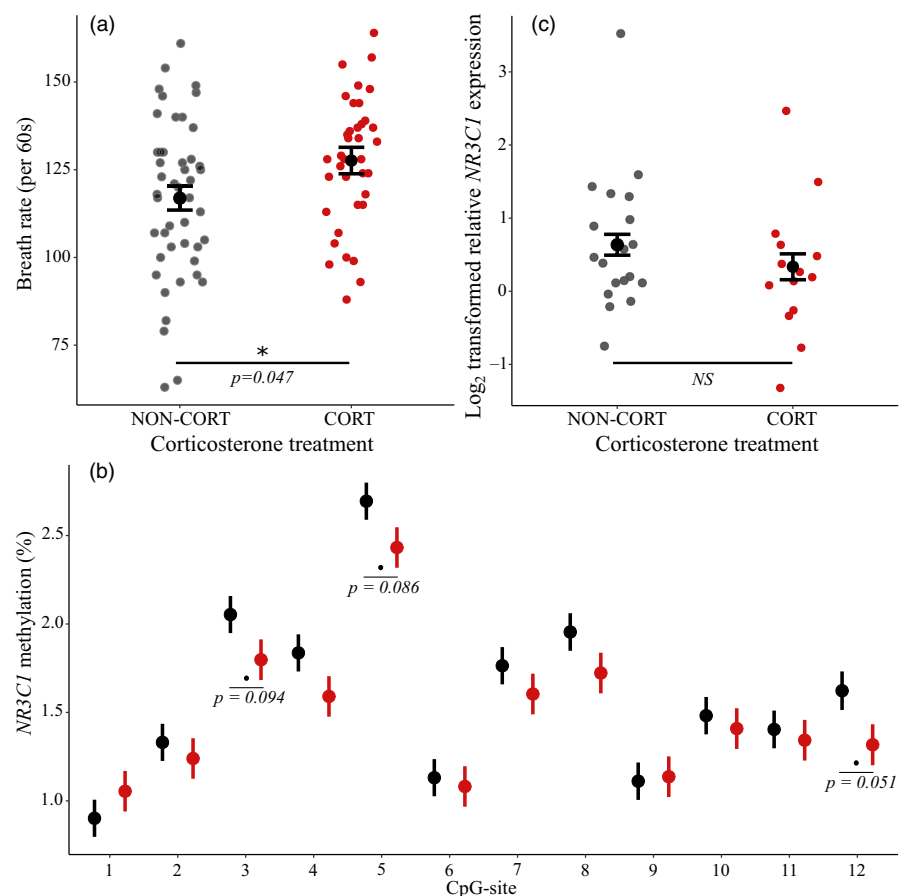 (a)
Breath rate (per 60s)
150
125
100
75
*
p=0.047
NON-CORT CORT
Corticosterone treatment
(c)
Log₂ transformed relative NR3C1 expression
3
2
1
0
−1
NS
NON-CORT CORT
Corticosterone treatment
(b)
NR3C1 methylation (%)
2.5
2.0
1.5
1.0
p = 0.094
p = 0.086
p = 0.051
1 2 3 4 5 6 7 8 9 10 11 12
CpG-site